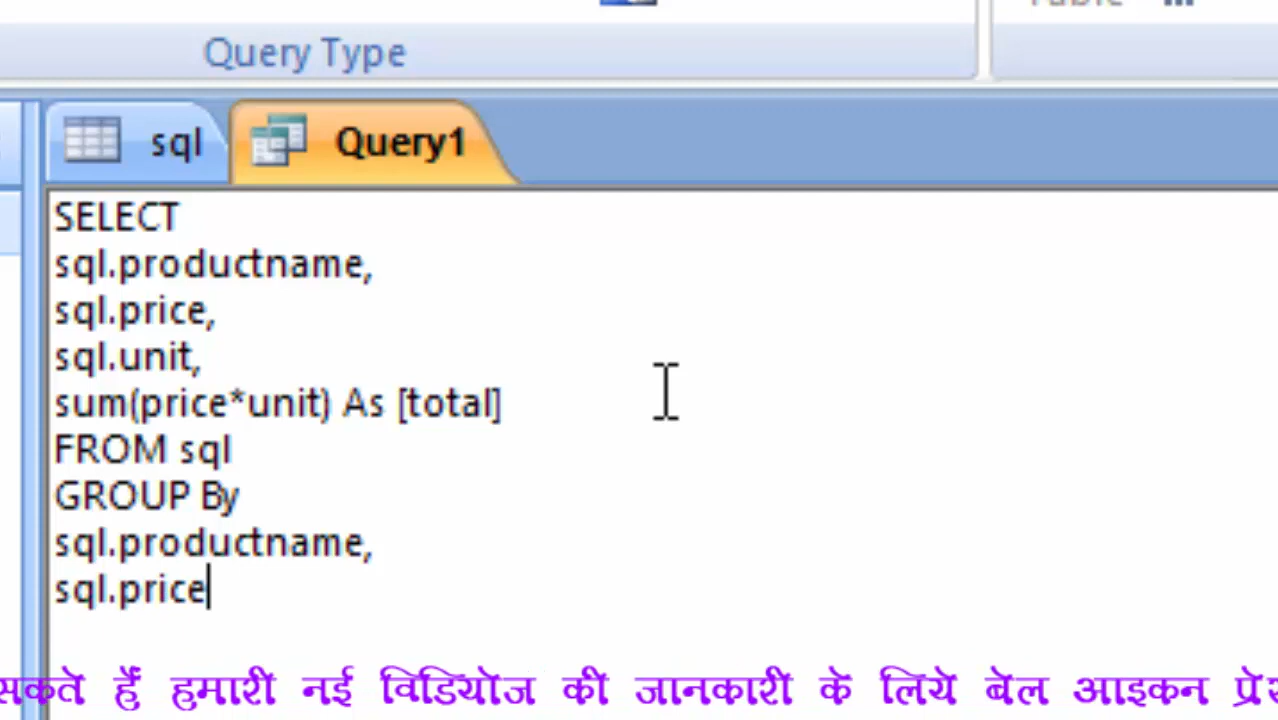 Query Type
sql
Query1
SELECT
sql.productname,
sql.price,
sql.unit,
sum(price*unit) As [total]
FROM sql
GROUP By
sql.productname,
sql.price
सकते हैं हमारी नई विडियोज की जानकारी के लिये बेल आइकन